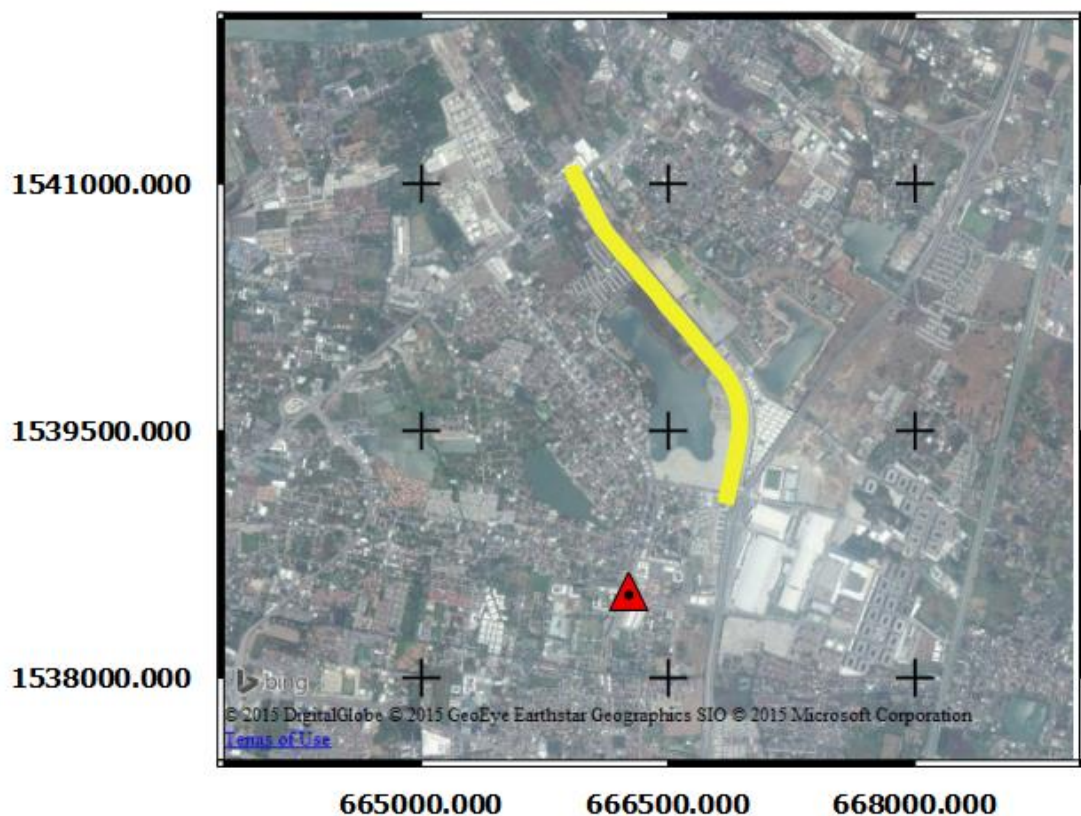 1541000.000
1539500.000
1538000.000
bing
© 2015 DigitalGlobe © 2015 GeoEye Earthstar Geographics SIO © 2015 Microsoft Corporation
Terms of Use
665000.000 666500.000 668000.000